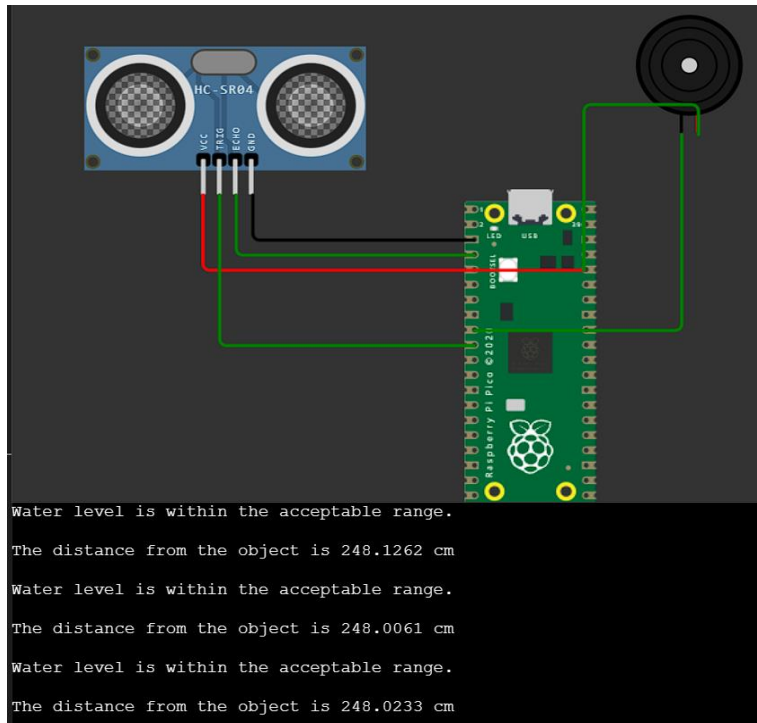 HC-SR04
VCC
TRIG
ECHO
GND
1
2
39
LED
USB
BOOTSEL
Raspberry Pi Pico ©2020
Water level is within the acceptable range.
The distance from the object is 248.1262 cm
Water level is within the acceptable range.
The distance from the object is 248.0061 cm
Water level is within the acceptable range.
The distance from the object is 248.0233 cm